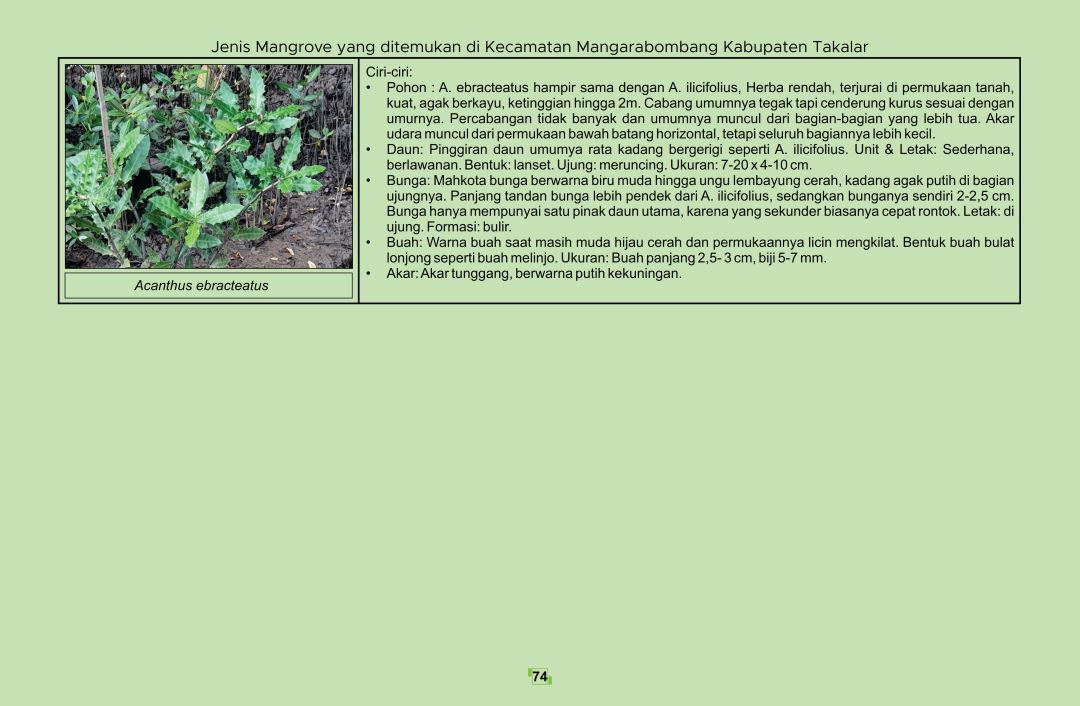 Jenis Mangrove yang ditemukan di Kecamatan Mangarabombang Kabupaten Takalar
Acanthus ebracteatus
Ciri-ciri:
• Pohon : A. ebracteatus hampir sama dengan A. ilicifolius, Herba rendah, terjurai di permukaan tanah,
kuat, agak berkayu, ketinggian hingga 2m. Cabang umumnya tegak tapi cenderung kurus sesuai dengan
umurnya. Percabangan tidak banyak dan umumnya muncul dari bagian-bagian yang lebih tua. Akar
udara muncul dari permukaan bawah batang horizontal, tetapi seluruh bagiannya lebih kecil.
• Daun: Pinggiran daun umumya rata kadang bergerigi seperti A. ilicifolius. Unit & Letak: Sederhana,
berlawanan. Bentuk: lanset. Ujung: meruncing. Ukuran: 7-20 x 4-10 cm.
• Bunga: Mahkota bunga berwarna biru muda hingga ungu lembayung cerah, kadang agak putih di bagian
ujungnya. Panjang tandan bunga lebih pendek dari A. ilicifolius, sedangkan bunganya sendiri 2-2,5 cm.
Bunga hanya mempunyai satu pinak daun utama, karena yang sekunder biasanya cepat rontok. Letak: di
ujung. Formasi: bulir.
• Buah: Warna buah saat masih muda hijau cerah dan permukaannya licin mengkilat. Bentuk buah bulat
lonjong seperti buah melinjo. Ukuran: Buah panjang 2,5- 3 cm, biji 5-7 mm.
• Akar: Akar tunggang, berwarna putih kekuningan.
74